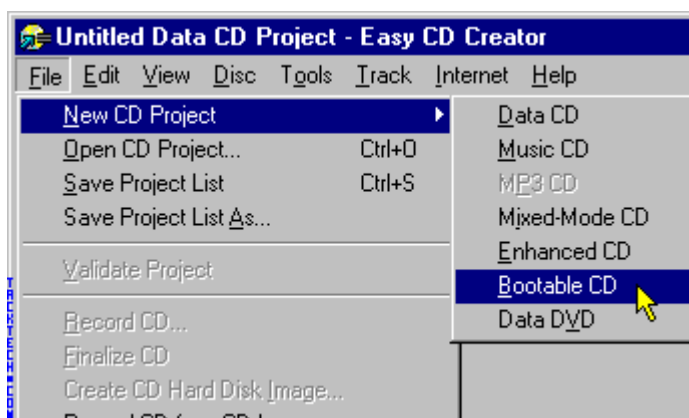 Untitled Data CD Project - Easy CD Creator
File Edit View Disc Tools Track Internet Help
New CD Project
Open CD Project... Ctrl+O
Save Project List Ctrl+S
Save Project List As...
Validate Project
Record CD...
Finalize CD
Create CD Hard Disk Image...
Data CD
Music CD
MP3 CD
Mixed-Mode CD
Enhanced CD
Bootable CD
Data DVD